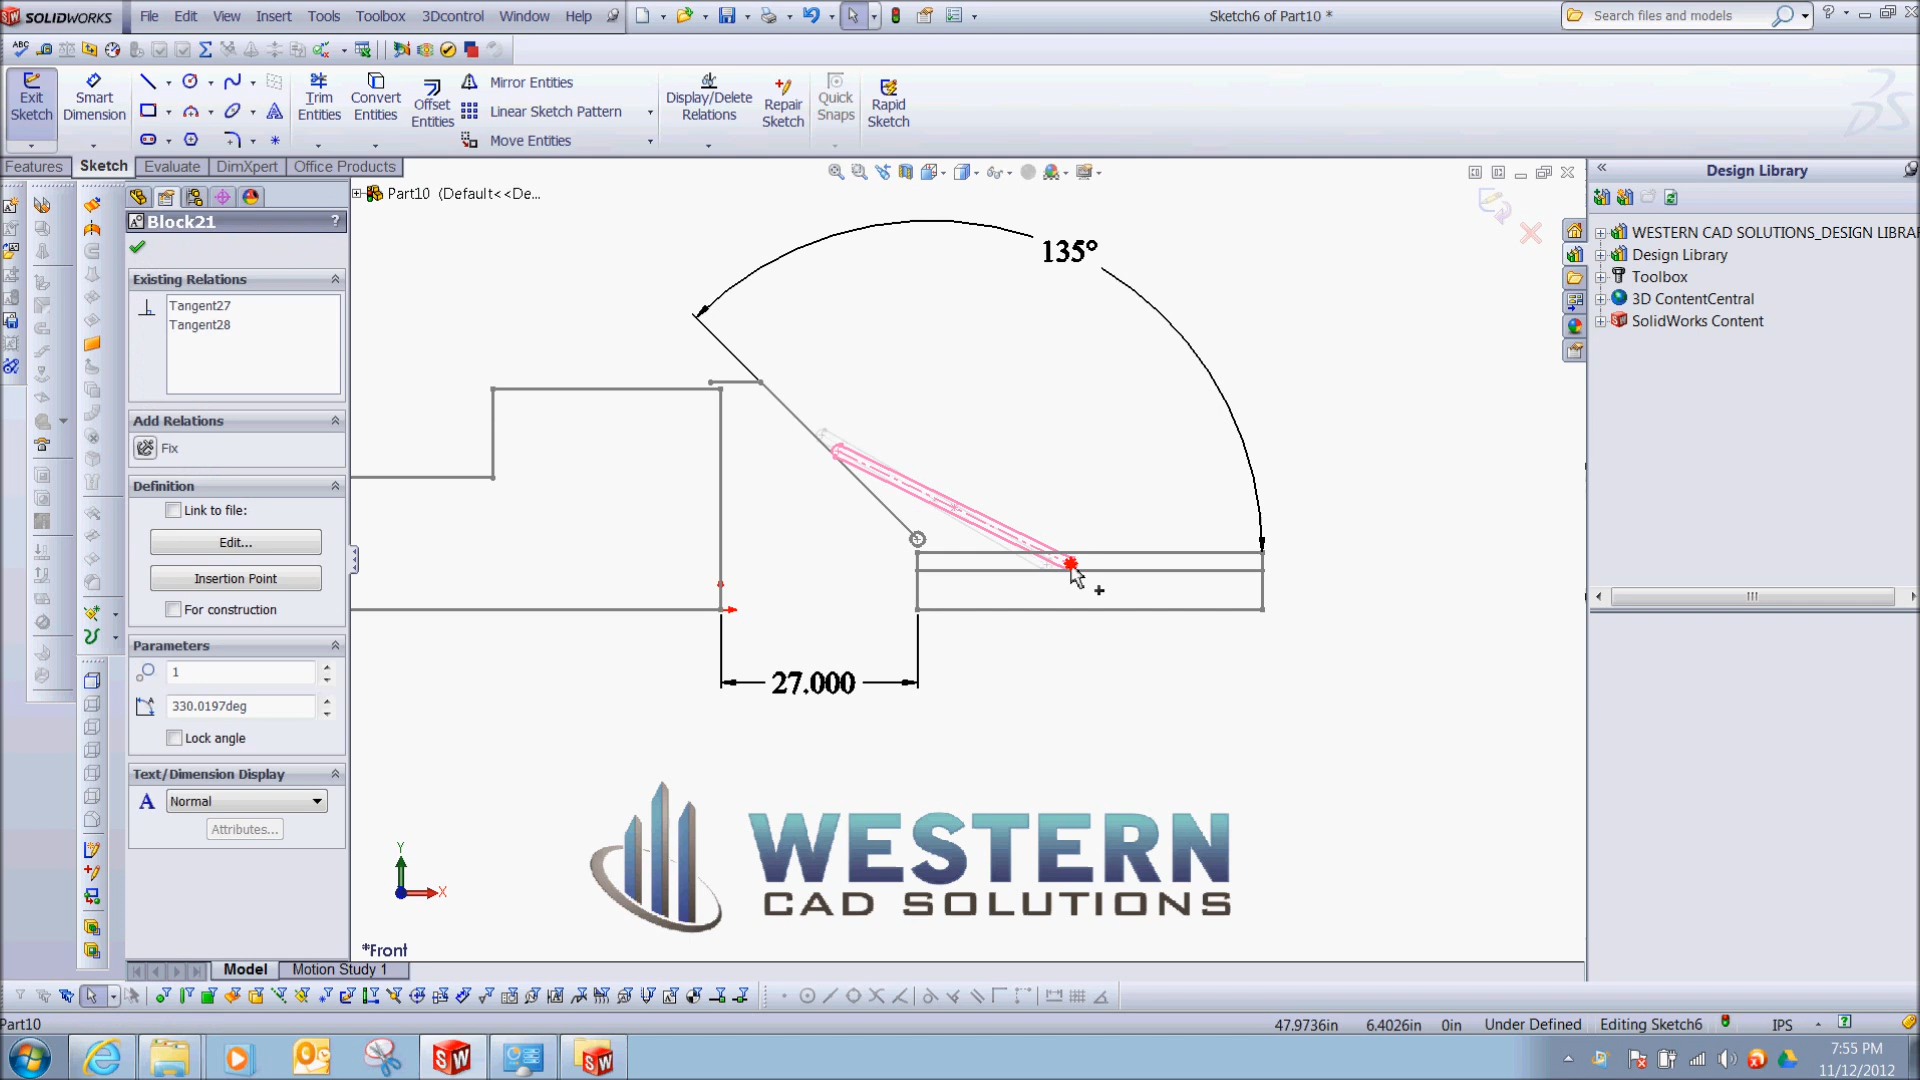 SOLIDWORKS
File Edit View Insert Tools Toolbox 3Dcontrol Window Help
Sketch6 of Part10 *
Search files and models
Exit Sketch
Smart Dimension
Trim Entities
Convert Entities
Offset Entities
Mirror Entities
Linear Sketch Pattern
Move Entities
Display/Delete Relations
Repair Sketch
Quick Snaps
Rapid Sketch
Features Sketch Evaluate DimXpert Office Products
Part10 (Default<<De...
Block21
?
Existing Relations
Tangent27
Tangent28
Add Relations
Fix
Definition
Link to file:
Edit...
Insertion Point
For construction
Parameters
1
330.0197deg
Lock angle
Text/Dimension Display
Normal
Attributes...
135°
27.000
WESTERN
CAD SOLUTIONS
Y
X
*Front
Design Library
WESTERN CAD SOLUTIONS_DESIGN LIBRAR
Design Library
Toolbox
3D ContentCentral
SolidWorks Content
Model Motion Study 1
Part10
47.9736in 6.4026in 0in Under Defined Editing Sketch6 IPS
7:55 PM
11/12/2012